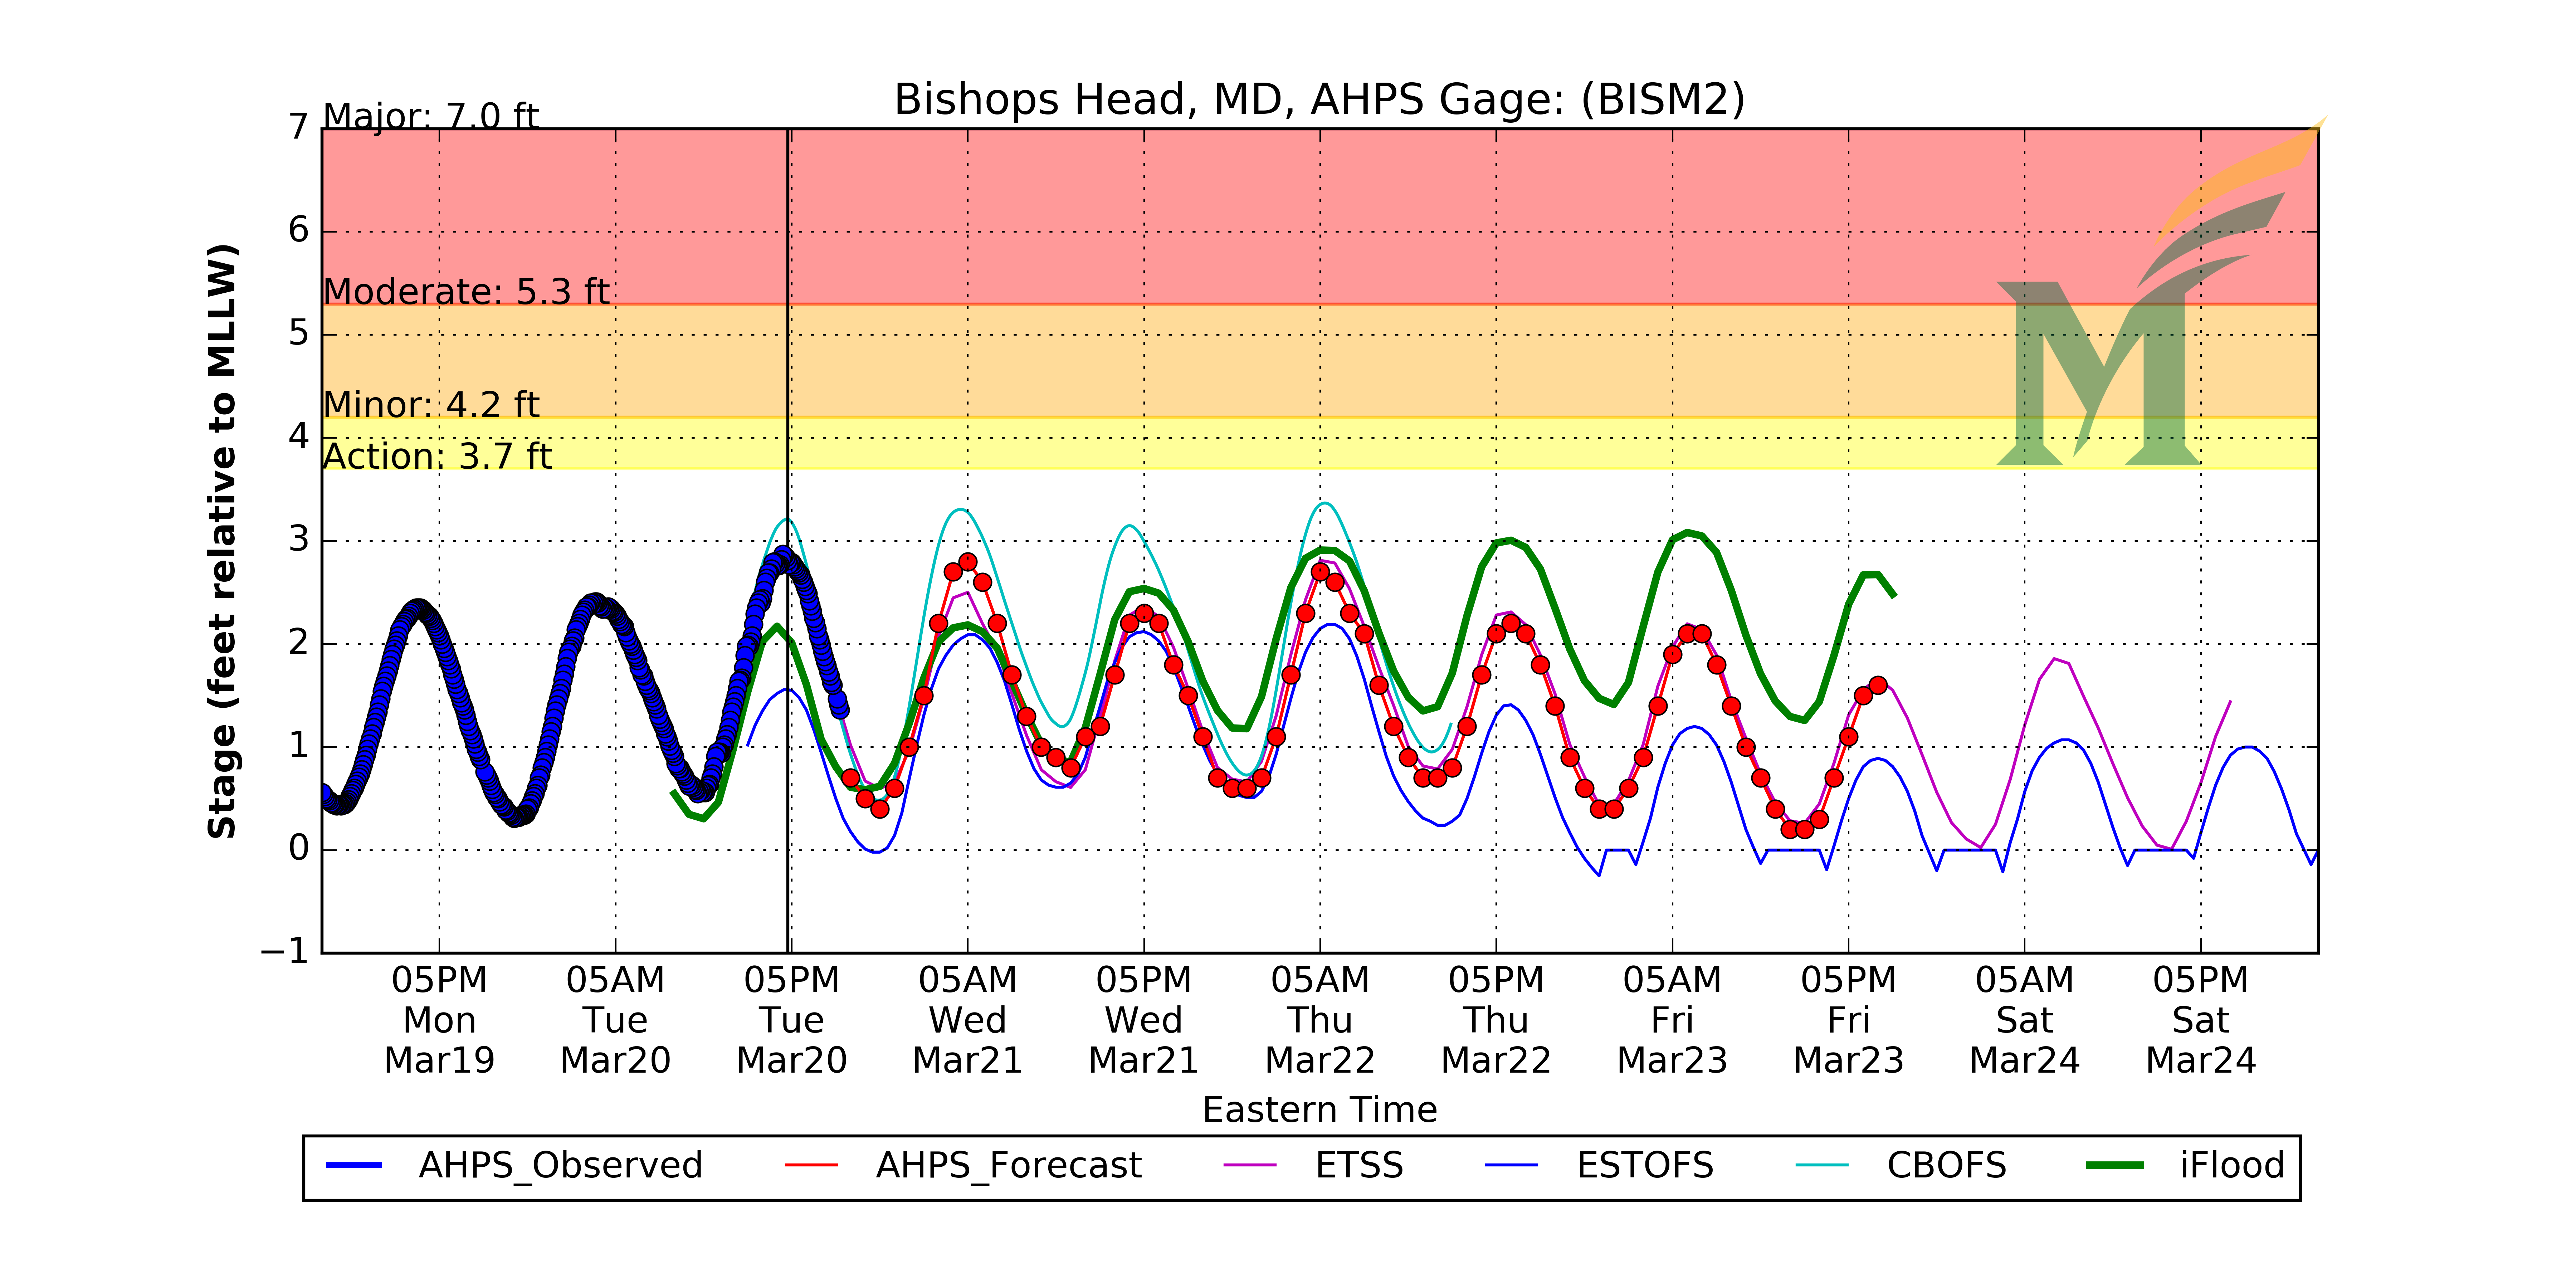 Bishops Head, MD, AHPS Gage: (BISM2)
Major: 7.0 ft
Moderate: 5.3 ft
Minor: 4.2 ft
Action: 3.7 ft
7
6
5
4
3
2
1
0
−1
Stage (feet relative to MLLW)
05PM 05AM 05PM 05AM 05PM 05AM 05PM 05AM 05PM 05AM 05PM
Mon Tue Tue Wed Wed Thu Thu Fri Fri Sat Sat
Mar19 Mar20 Mar20 Mar21 Mar21 Mar22 Mar22 Mar23 Mar23 Mar24 Mar24
Eastern Time
AHPS_Observed AHPS_Forecast ETSS ESTOFS CBOFS iFlood
M